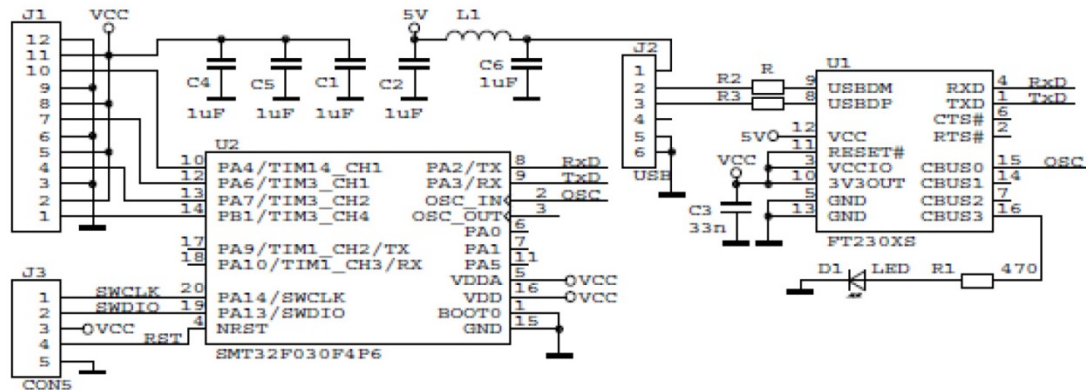 J1
VCC
12
11
10
9
8
7
6
5
4
3
2
1
C4
1uF
C5
1uF
C1
1uF
5V
L1
C2
1uF
C6
1uF
J2
1
2
3
4
5
6
USB
R2
R
R3
U1
9 USBDM
8 USBDP
12 VCC
11 RESET#
3 VCCIO
10 3V3OUT
5 GND
13 GND
RXD 4 RxD
TXD 1 TxD
CTS# 6
RTS# 2
CBUS0 15 OSC
CBUS1 14
CBUS2 7
CBUS3 16
FT230XS
5V
VCC
C3
33n
D1
LED
R1
470
U2
10 PA4/TIM14_CH1
12 PA6/TIM3_CH1
13 PA7/TIM3_CH2
14 PB1/TIM3_CH4
17 PA9/TIM1_CH2/TX
18 PA10/TIM1_CH3/RX
20 PA14/SWCLK
19 PA13/SWDIO
4 NRST
PA2/TX 8 RxD
PA3/RX 9 TxD
OSC_IN 2 OSC
OSC_OUT 3
PA0 6
PA1 7
PA5 11
VDDA 5 VCC
VDD 16 VCC
BOOT0 1
GND 15
SMT32F030F4P6
J3
1 SWCLK
2 SWDIO
3 VCC
4 RST
5
CON5